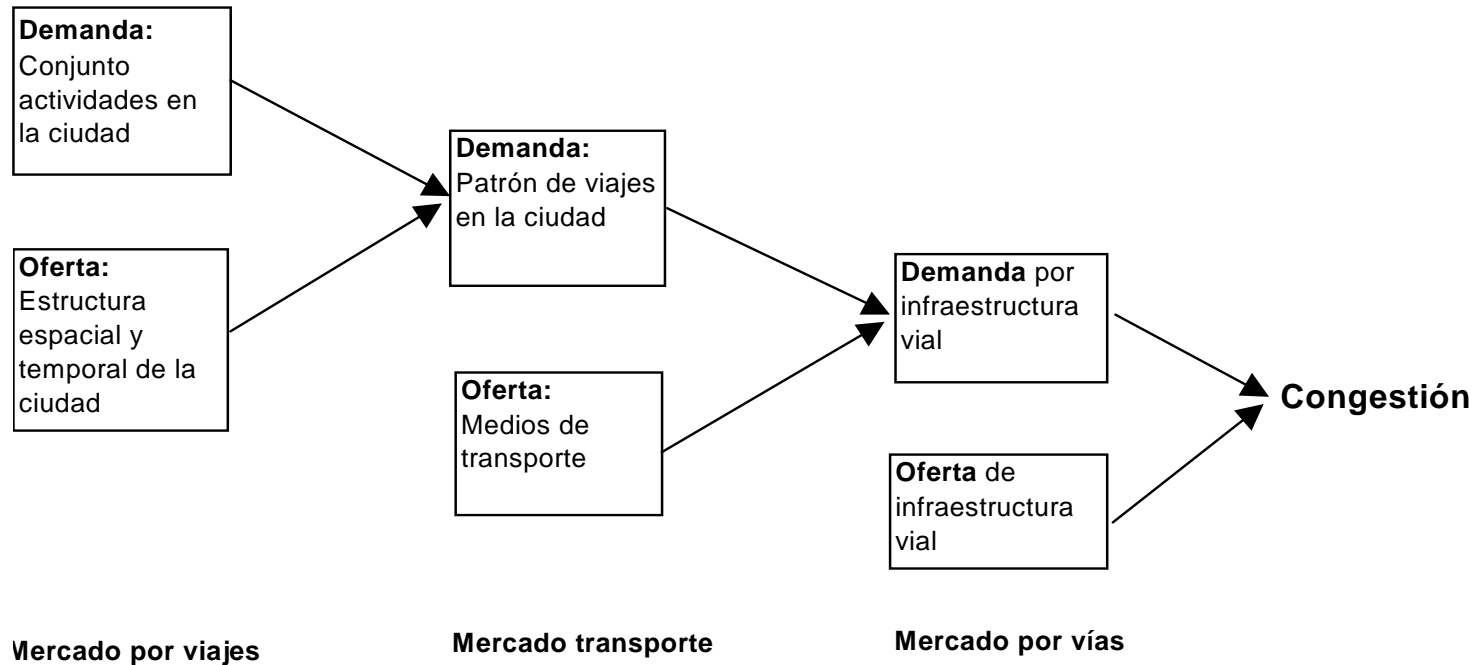 Demanda:
Conjunto
actividades en
la ciudad
Oferta:
Estructura
espacial y
temporal de la
ciudad
Mercado por viajes
Demanda:
Patrón de viajes
en la ciudad
Oferta:
Medios de
transporte
Mercado transporte
Demanda por
infraestructura
vial
Oferta de
infraestructura
vial
Mercado por vías
Congestión